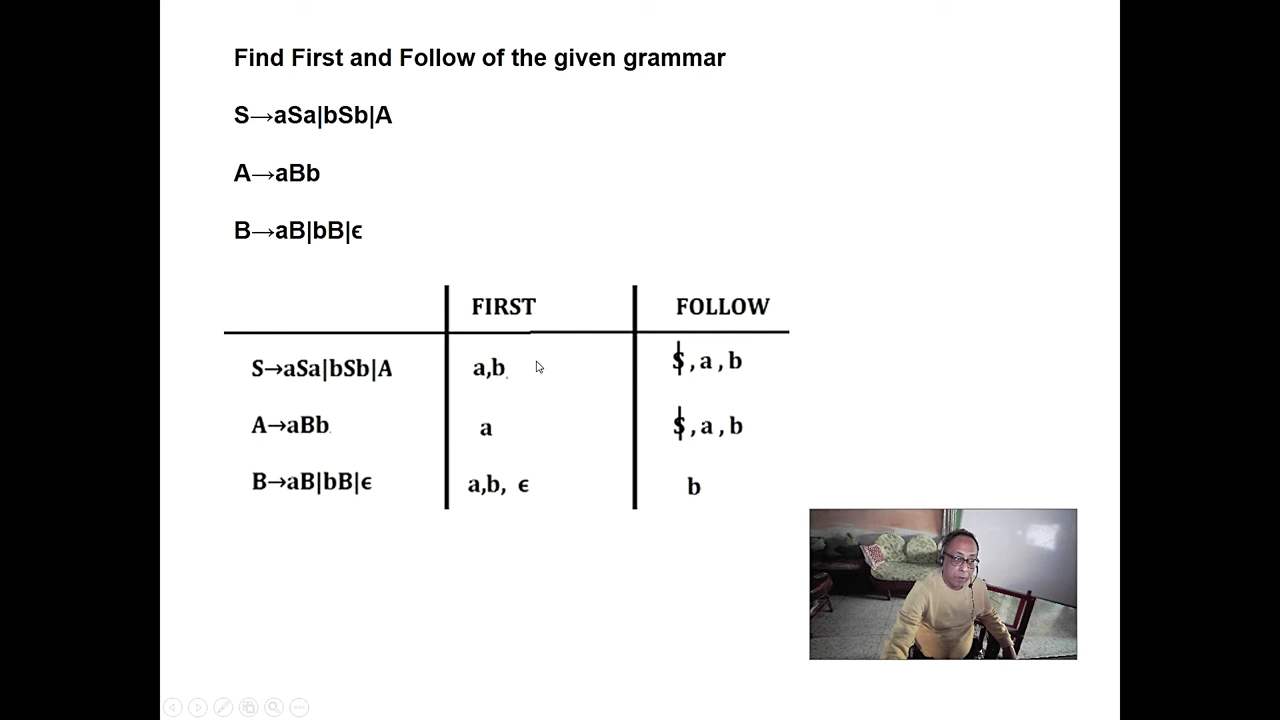 Find First and Follow of the given grammar
S→aSa|bSb|A
A→aBb
B→aB|bB|ϵ
FIRST FOLLOW
S→aSa|bSb|A a,b $ , a , b
A→aBb a $ , a , b
B→aB|bB|ϵ a,b, ϵ b